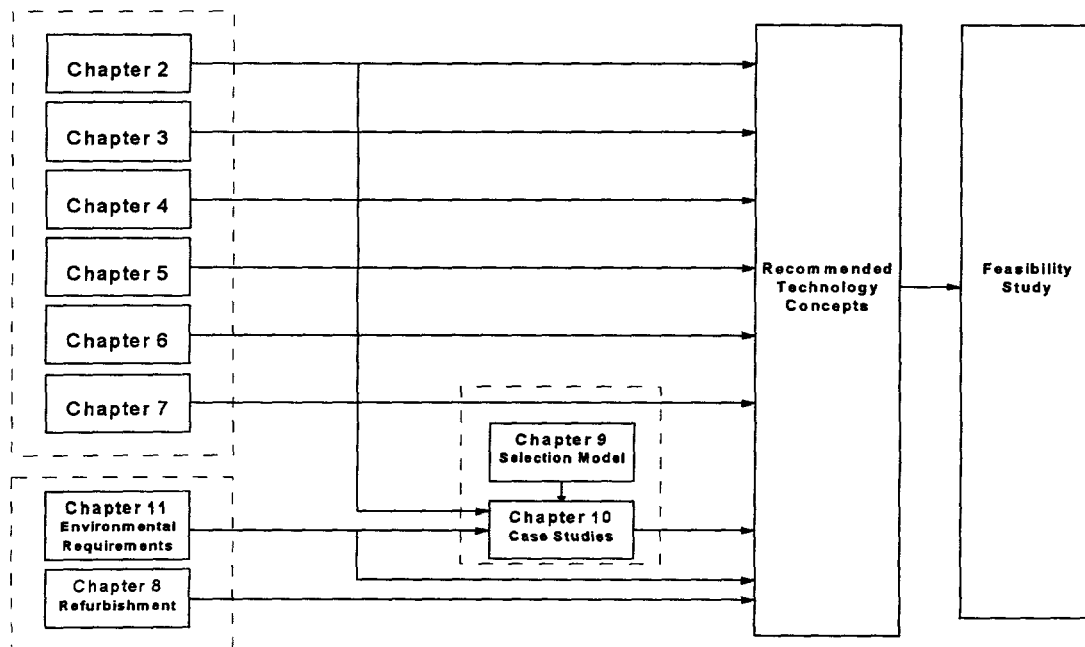 Chapter 2
Chapter 3
Chapter 4
Chapter 5
Chapter 6
Chapter 7
Chapter 11
Environmental
Requirements
Chapter 8
Refurbishment
Chapter 9
Selection Model
Chapter 10
Case Studies
Recommended
Technology
Concepts
Feasibility
Study